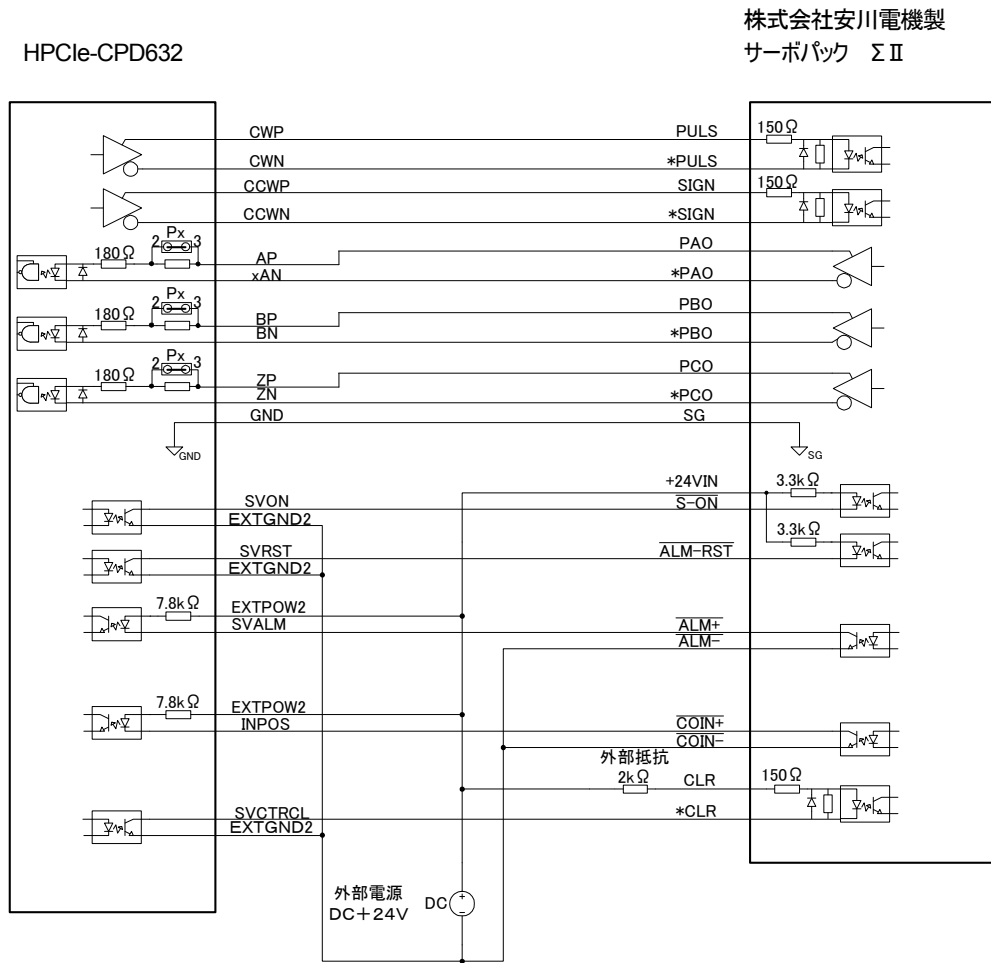 株式会社安川電機製
HPCIe-CPD632 サーボパック ΣⅡ
CWP PULS 150Ω
CWN *PULS
CCWP SIGN 150Ω
CCWN *SIGN
Px
2 3
180Ω AP PAO
xAN *PAO
Px
2 3
180Ω BP PBO
BN *PBO
Px
2 3
180Ω ZP PCO
ZN *PCO
GND SG
GND SG
+24VIN 3.3kΩ
SVON S-ON
EXTGND2
3.3kΩ
SVRST ALM-RST
EXTGND2
7.8kΩ EXTPOW2
SVALM ALM+
ALM-
7.8kΩ EXTPOW2
INPOS COIN+
COIN-
外部抵抗
2kΩ CLR 150Ω
SVCTRCL *CLR
EXTGND2
外部電源 DC + -
DC+24V